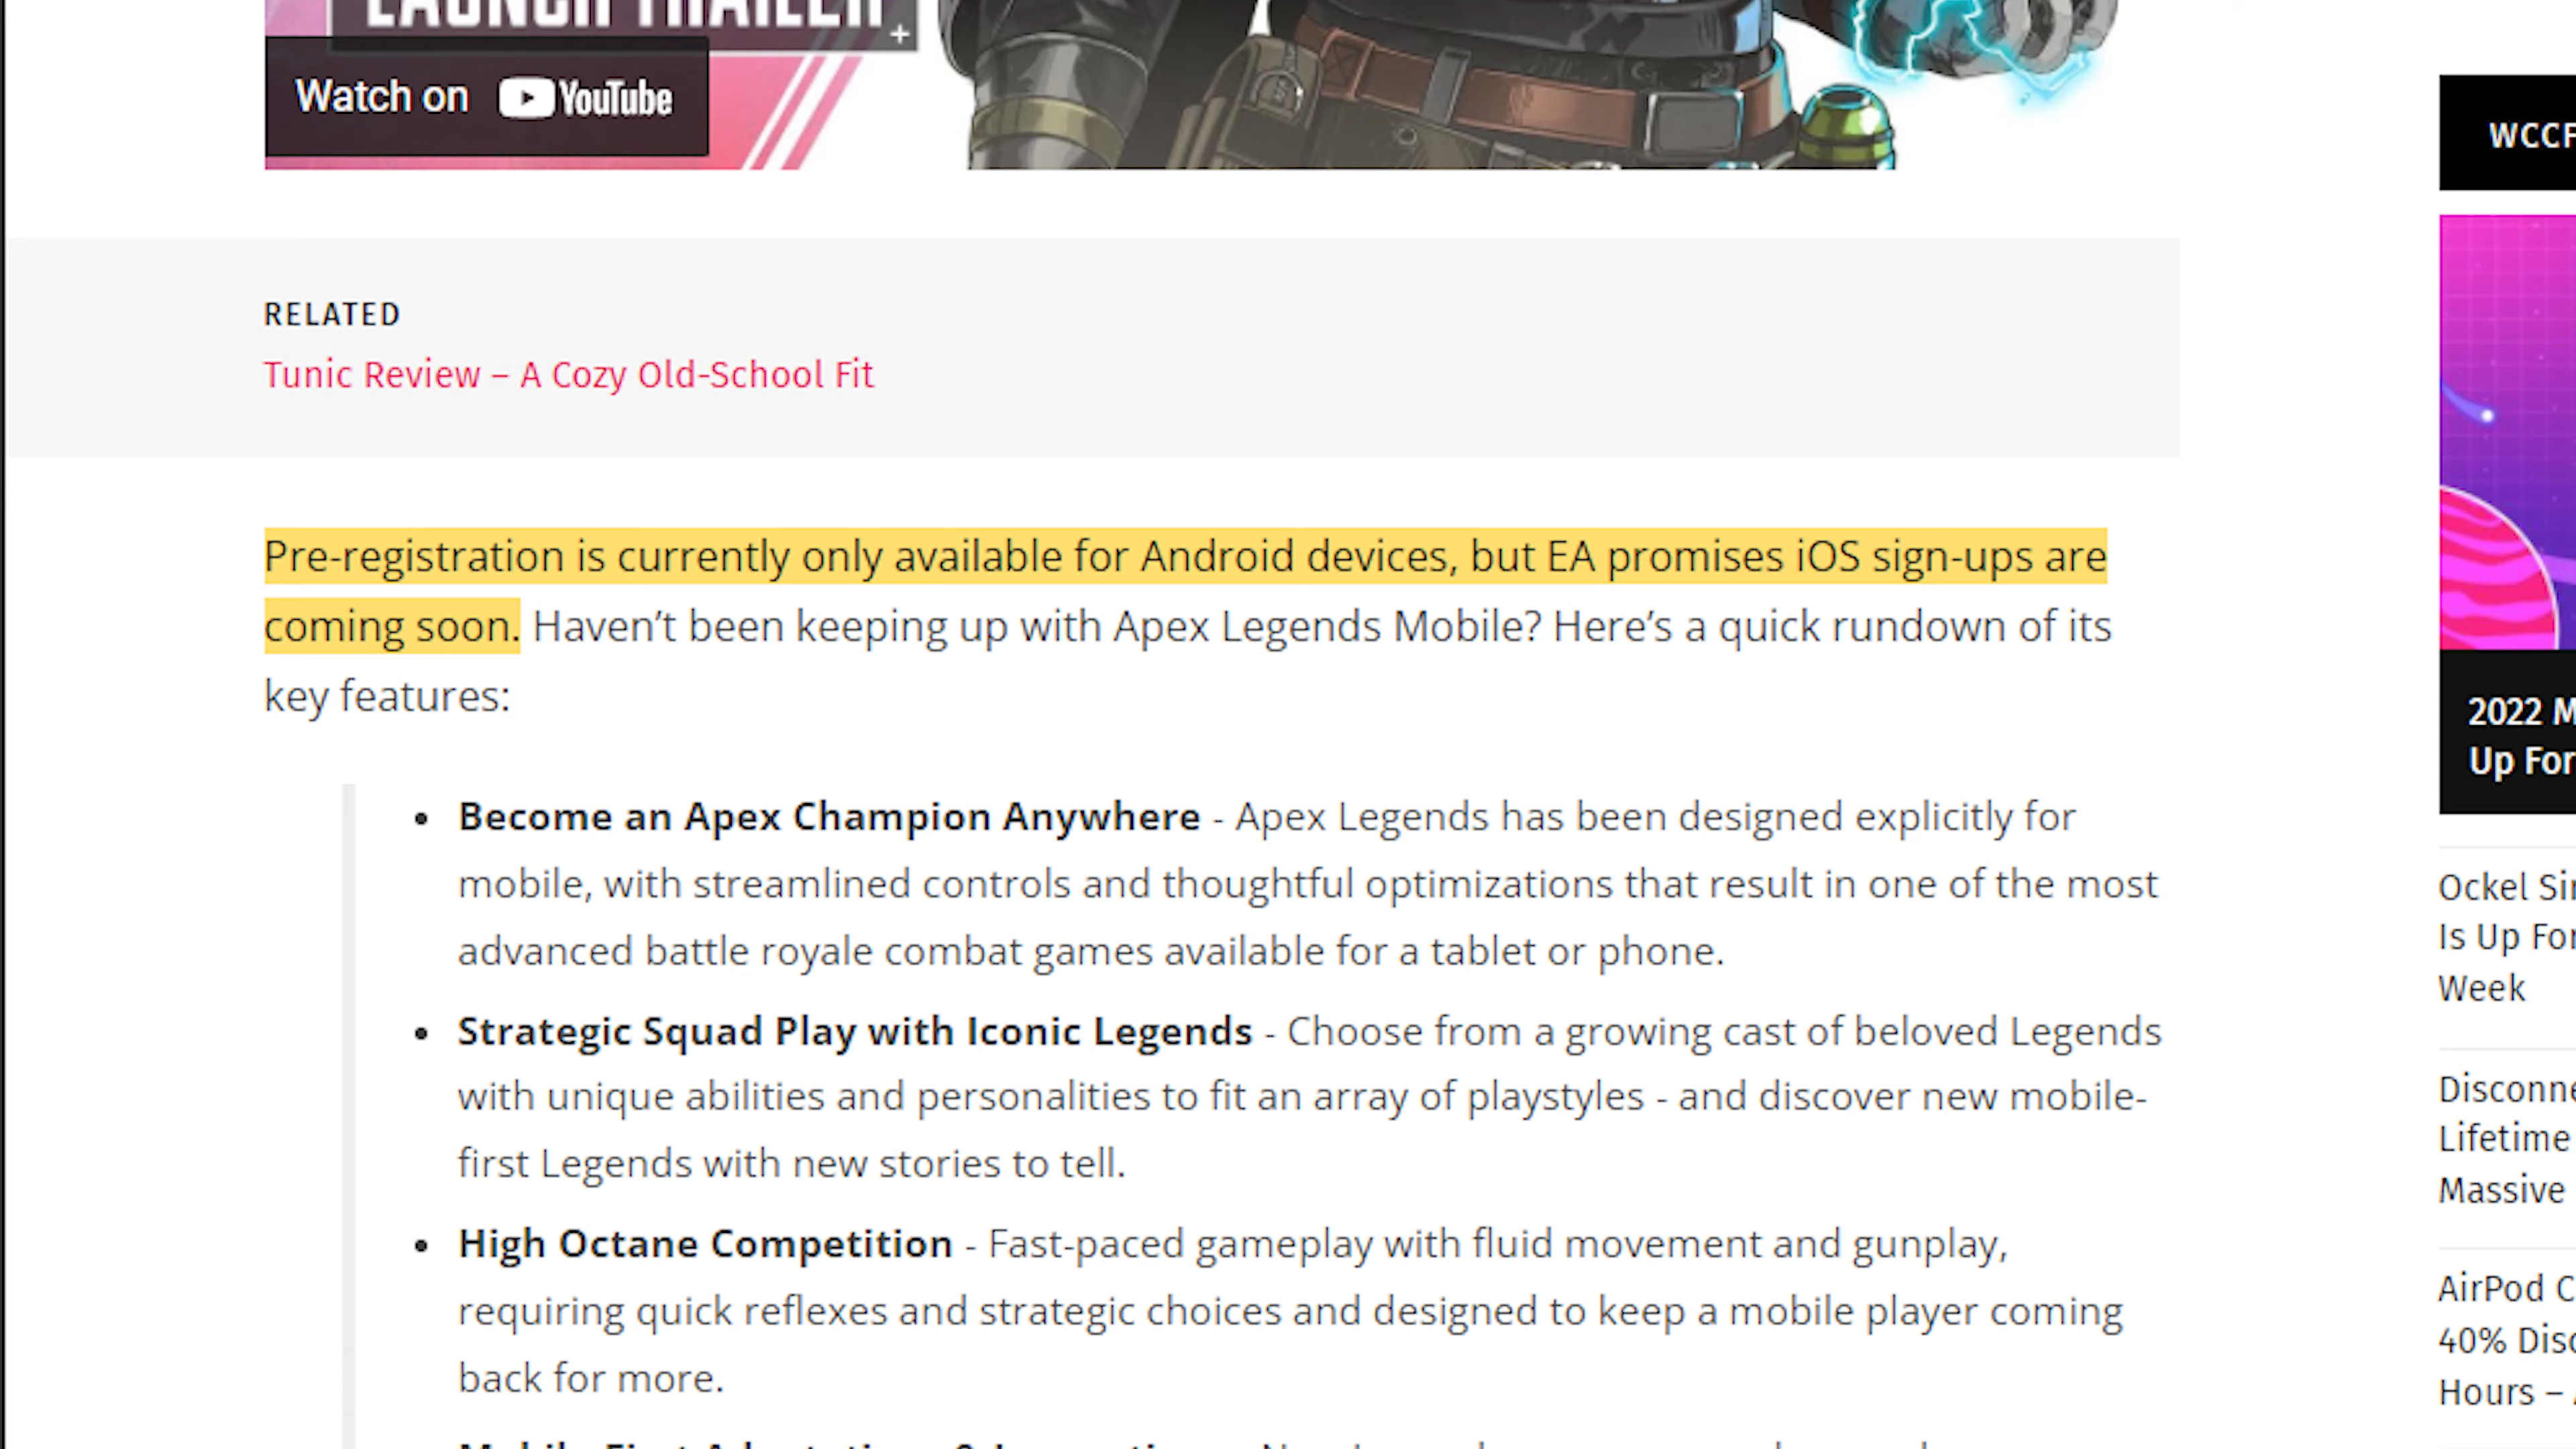 LAUNCH TRAILER
Watch on YouTube
RELATED
Tunic Review – A Cozy Old-School Fit
Pre-registration is currently only available for Android devices, but EA promises iOS sign-ups are
coming soon. Haven’t been keeping up with Apex Legends Mobile? Here’s a quick rundown of its
key features:
• Become an Apex Champion Anywhere - Apex Legends has been designed explicitly for
mobile, with streamlined controls and thoughtful optimizations that result in one of the most
advanced battle royale combat games available for a tablet or phone.
• Strategic Squad Play with Iconic Legends - Choose from a growing cast of beloved Legends
with unique abilities and personalities to fit an array of playstyles - and discover new mobile-
first Legends with new stories to tell.
• High Octane Competition - Fast-paced gameplay with fluid movement and gunplay,
requiring quick reflexes and strategic choices and designed to keep a mobile player coming
back for more.
WCCF
2022
Up For
Ockel
Is Up For
Week
Lifetime
Massive
AirPod
40%
Hours –